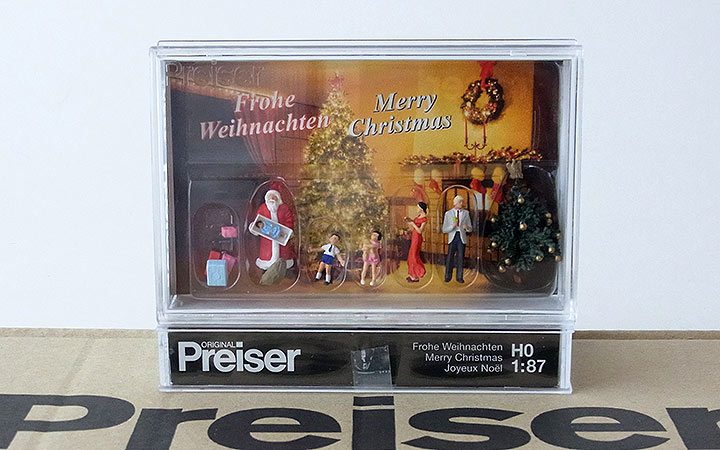 Preiser
Frohe
Weihnachten
Merry
Christmas
ORIGINAL
Preiser
Frohe Weihnachten
Merry Christmas
Joyeux Noël
H0
1:87
Preiser